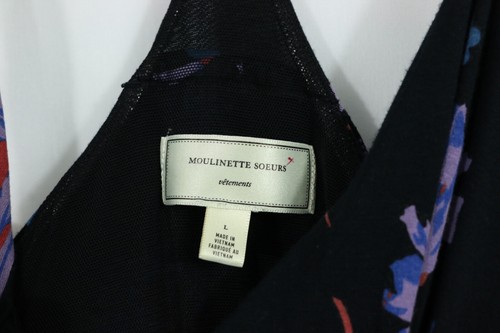 MOULINETTE SOEURS
vêtements
L
MADE IN
VIETNAM
FABRIQUÉ AU
VIETNAM